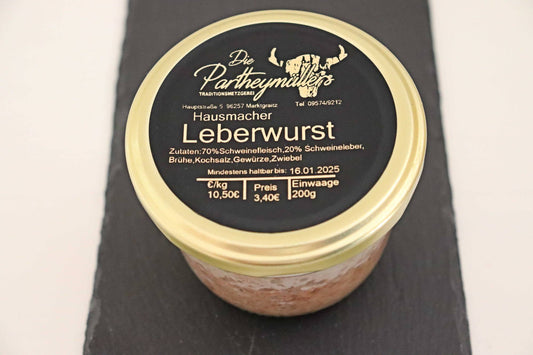 Die
Partheymüllers
TRADITIONSMETZGEREI
Hauptstraße 5 96257 Marktgraitz
Tel. 09574/9212
Hausmacher
Leberwurst
Zutaten:70%Schweinefleisch,20% Schweineleber,
Brühe,Kochsalz,Gewürze,Zwiebel
Mindestens haltbar bis: 16.01.2025
€/kg Preis Einwaage
10,50€ 3,40€ 200g